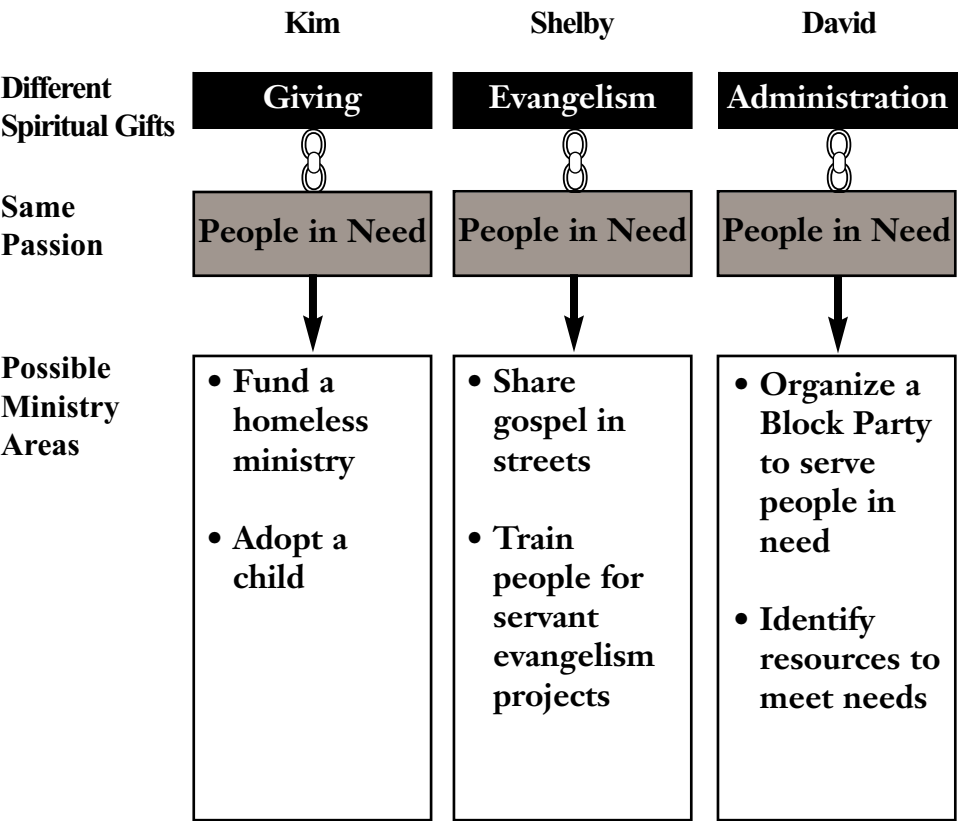 Kim Shelby David
Different
Spiritual Gifts
Giving Evangelism Administration
Same
Passion
People in Need People in Need People in Need
Possible
Ministry
Areas
• Fund a
homeless
ministry
• Adopt a
child
• Share
gospel in
streets
• Train
people for
servant
evangelism
projects
• Organize a
Block Party
to serve
people in
need
• Identify
resources to
meet needs